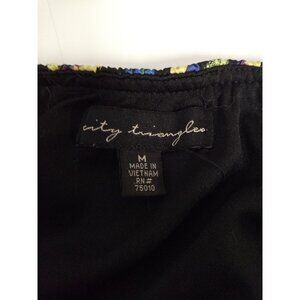 city triangles
M
MADE IN
VIETNAM
RN#
75010